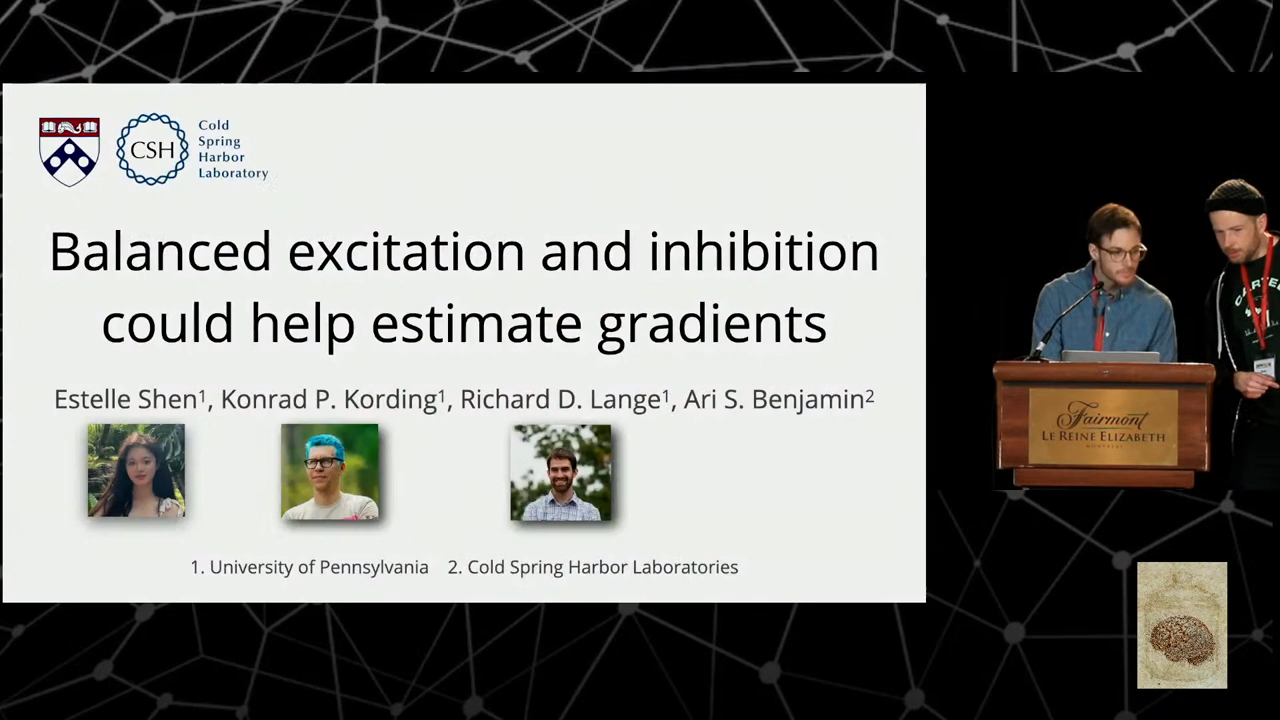 CSH
Cold
Spring
Harbor
Laboratory
Balanced excitation and inhibition
could help estimate gradients
Estelle Shen¹, Konrad P. Kording¹, Richard D. Lange¹, Ari S. Benjamin²
1. University of Pennsylvania 2. Cold Spring Harbor Laboratories
Fairmont
LE REINE ELIZABETH
MONTRÉAL